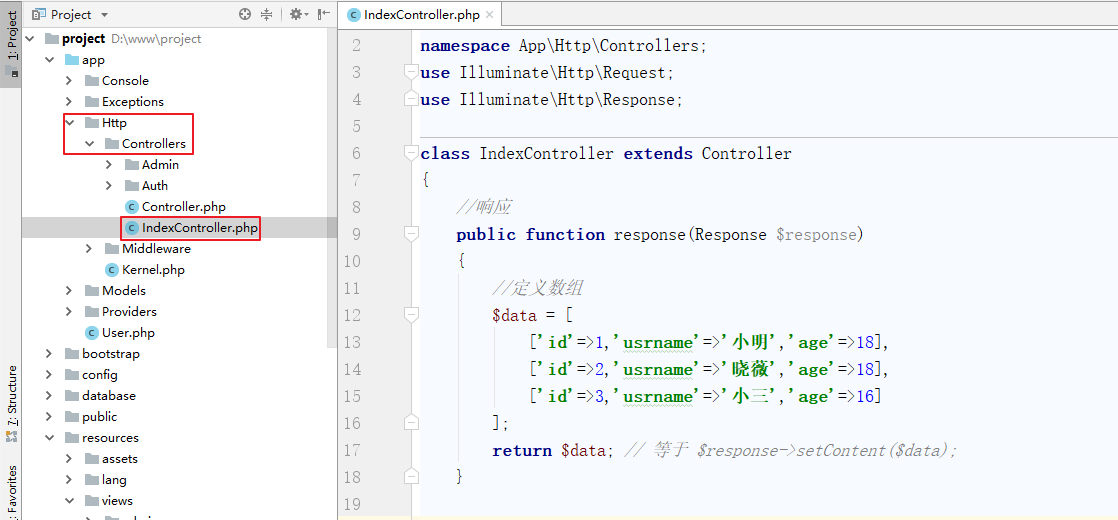 1: Project
7: Structure
: Favorites
Project
project D:\www\project
app
Console
Exceptions
Http
Controllers
Admin
Auth
Controller.php
IndexController.php
Middleware
Kernel.php
Models
Providers
User.php
bootstrap
config
database
public
resources
assets
lang
views
IndexController.php
2 namespace App\Http\Controllers;
3 use Illuminate\Http\Request;
4 use Illuminate\Http\Response;
5
6 class IndexController extends Controller
7 {
8 //响应
9 public function response(Response $response)
10 {
11 //定义数组
12 $data = [
13 ['id'=>1,'usrname'=>'小明','age'=>18],
14 ['id'=>2,'usrname'=>'晓薇','age'=>18],
15 ['id'=>3,'usrname'=>'小三','age'=>16]
16 ];
17 return $data; // 等于 $response->setContent($data);
18 }
19